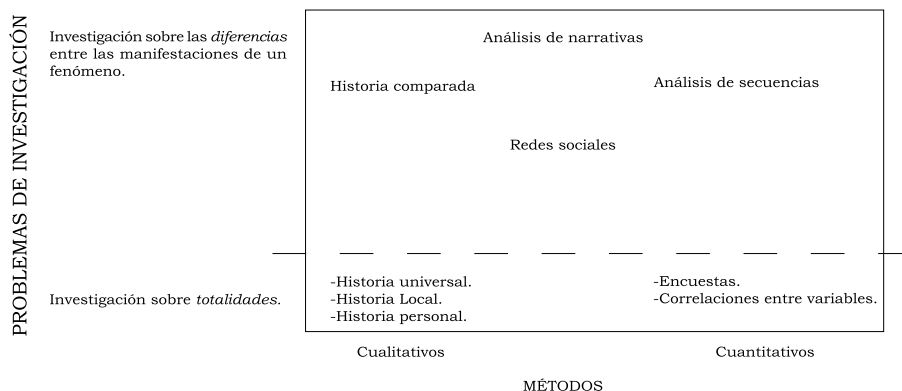 PROBLEMAS DE INVESTIGACIÓN
Investigación sobre las diferencias
entre las manifestaciones de un
fenómeno.
Análisis de narrativas
Historia comparada
Análisis de secuencias
Redes sociales
Investigación sobre totalidades.
-Historia universal.
-Historia Local.
-Historia personal.
-Encuestas.
-Correlaciones entre variables.
Cualitativos
Cuantitativos
MÉTODOS